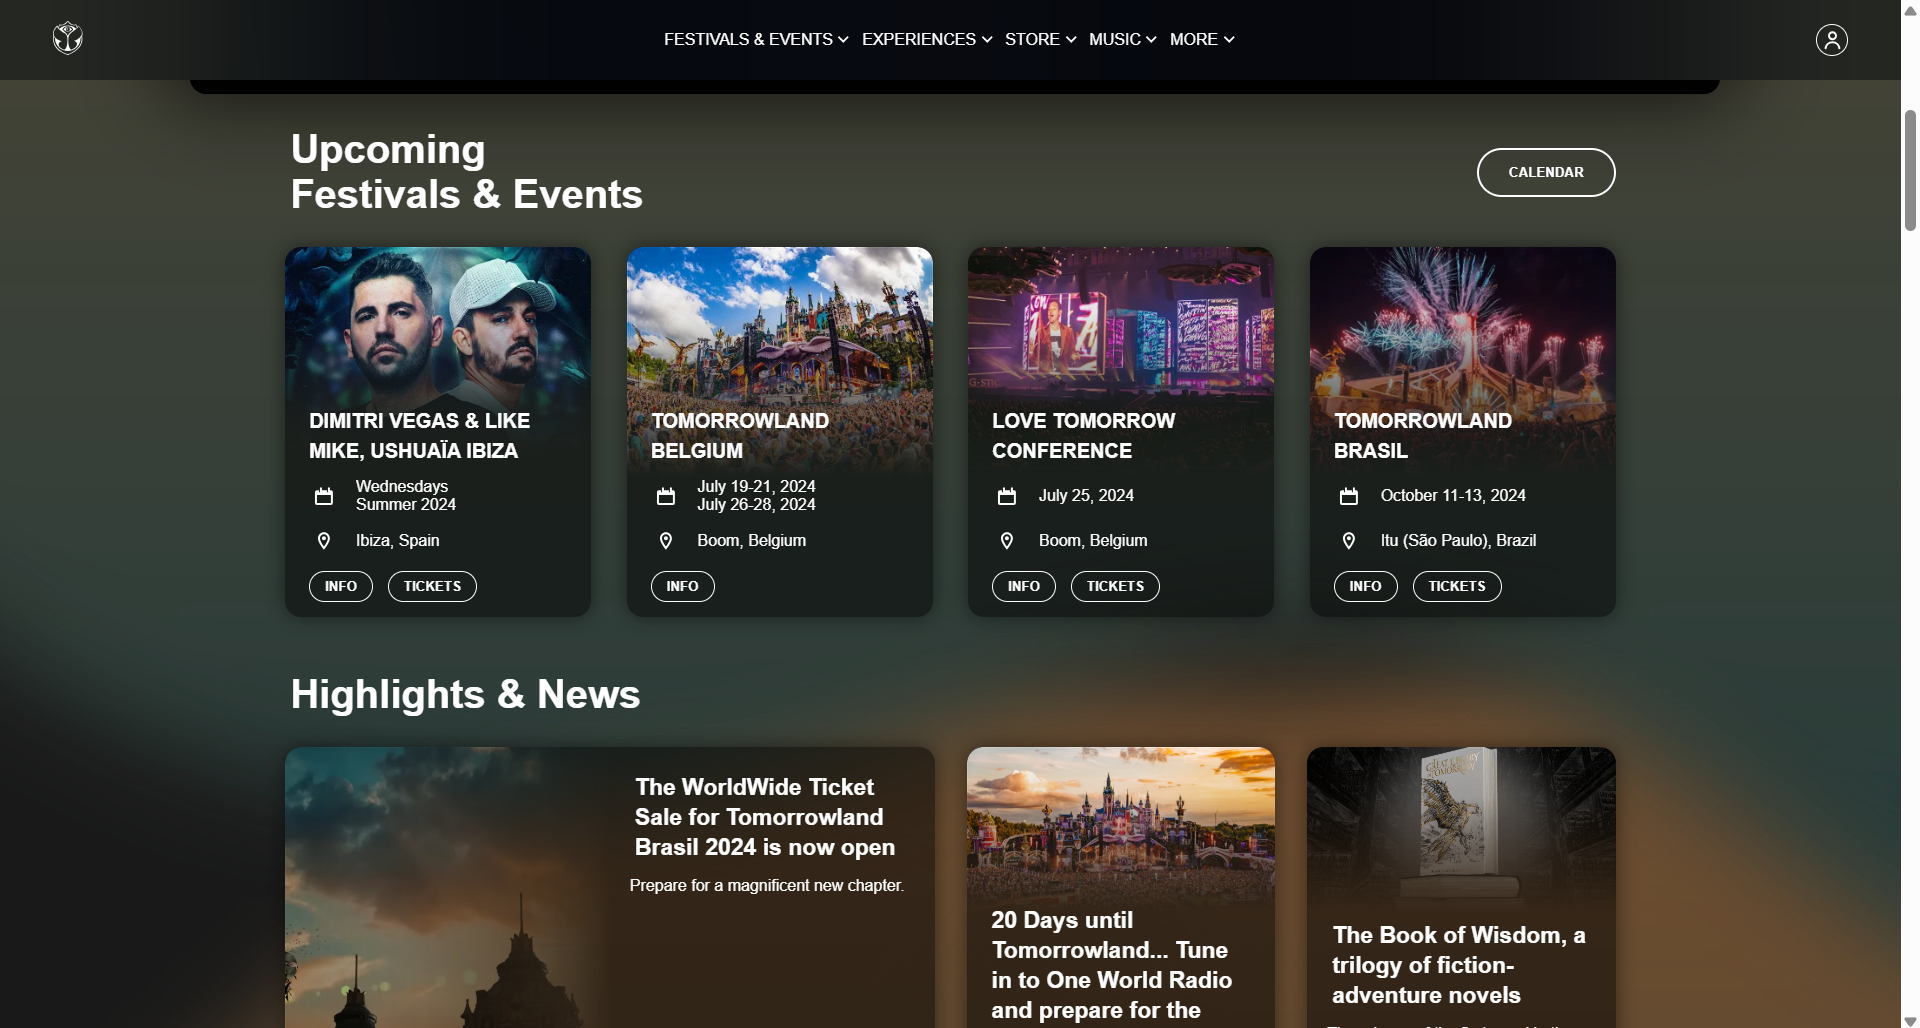 FESTIVALS & EVENTS EXPERIENCES STORE MUSIC MORE
Upcoming
Festivals & Events
CALENDAR
DIMITRI VEGAS & LIKE
MIKE, USHUAÏA IBIZA
Wednesdays
Summer 2024
Ibiza, Spain
INFO TICKETS
TOMORROWLAND
BELGIUM
July 19-21, 2024
July 26-28, 2024
Boom, Belgium
INFO
LOVE TOMORROW
CONFERENCE
July 25, 2024
Boom, Belgium
INFO TICKETS
TOMORROWLAND
BRASIL
October 11-13, 2024
Itu (São Paulo), Brazil
INFO TICKETS
Highlights & News
The WorldWide Ticket
Sale for Tomorrowland
Brasil 2024 is now open
Prepare for a magnificent new chapter.
20 Days until
Tomorrowland... Tune
in to One World Radio
and prepare for the
The Book of Wisdom, a
trilogy of fiction-
adventure novels